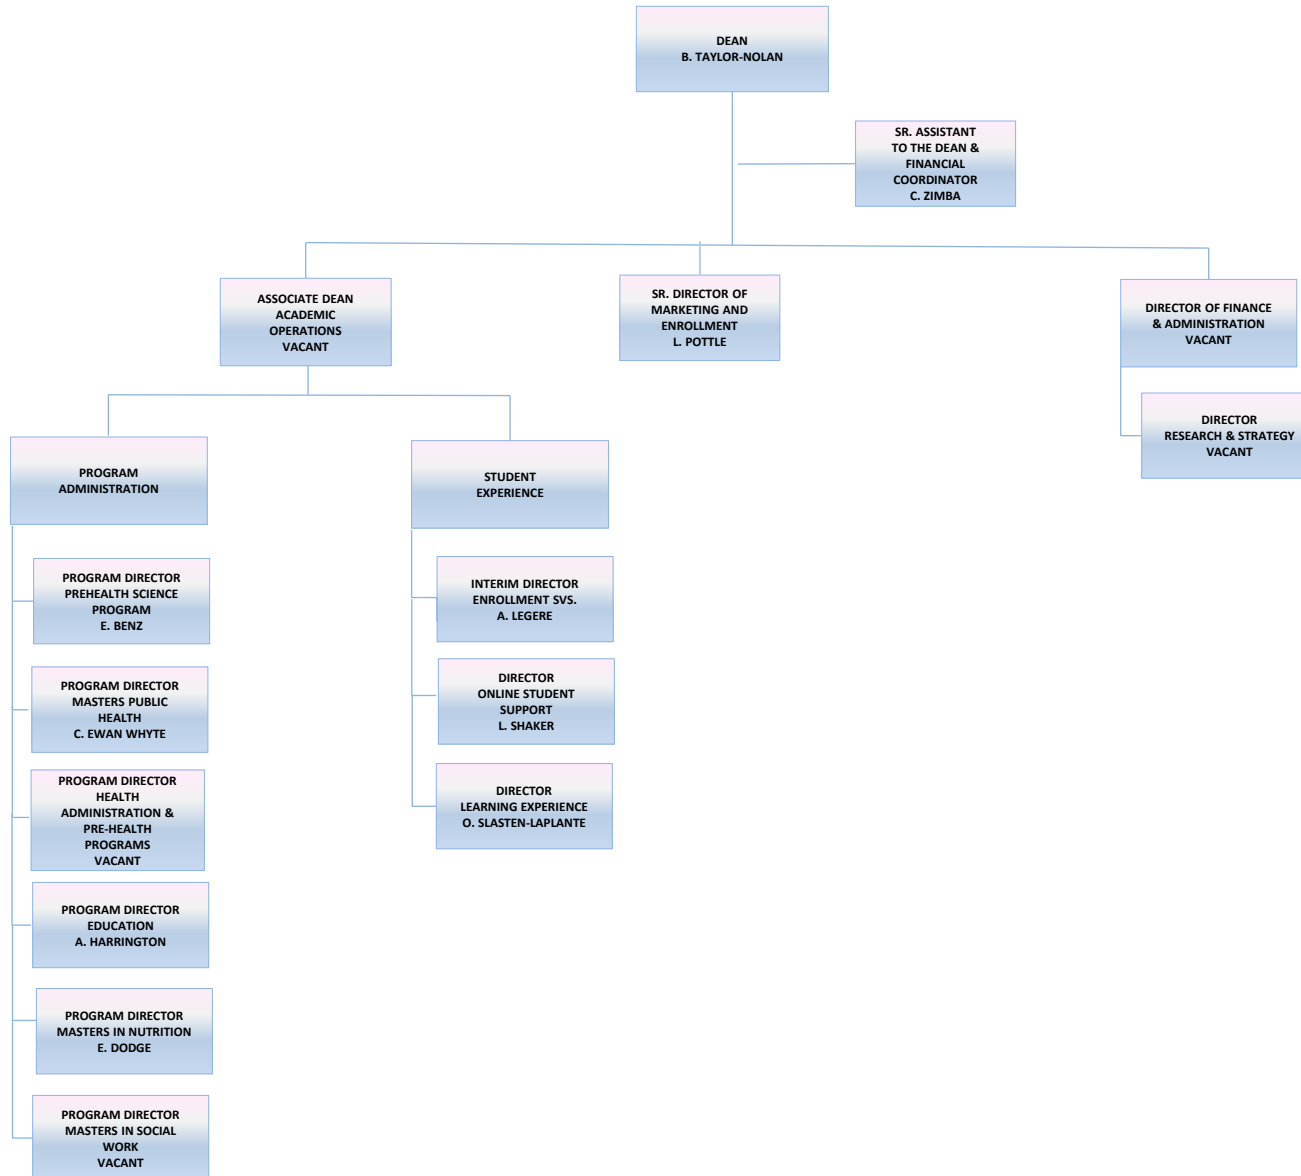 DEAN
B. TAYLOR-NOLAN
SR. ASSISTANT
TO THE DEAN &
FINANCIAL
COORDINATOR
C. ZIMBA
ASSOCIATE DEAN
ACADEMIC
OPERATIONS
VACANT
SR. DIRECTOR OF
MARKETING AND
ENROLLMENT
L. POTTLE
DIRECTOR OF FINANCE
& ADMINISTRATION
VACANT
DIRECTOR
RESEARCH & STRATEGY
VACANT
PROGRAM
ADMINISTRATION
STUDENT
EXPERIENCE
PROGRAM DIRECTOR
PREHEALTH SCIENCE
PROGRAM
E. BENZ
PROGRAM DIRECTOR
MASTERS PUBLIC
HEALTH
C. EWAN WHYTE
PROGRAM DIRECTOR
HEALTH
ADMINISTRATION &
PRE-HEALTH
PROGRAMS
VACANT
PROGRAM DIRECTOR
EDUCATION
A. HARRINGTON
PROGRAM DIRECTOR
MASTERS IN NUTRITION
E. DODGE
PROGRAM DIRECTOR
MASTERS IN SOCIAL
WORK
VACANT
INTERIM DIRECTOR
ENROLLMENT SVS.
A. LEGERE
DIRECTOR
ONLINE STUDENT
SUPPORT
L. SHAKER
DIRECTOR
LEARNING EXPERIENCE
O. SLASTEN-LAPLANTE